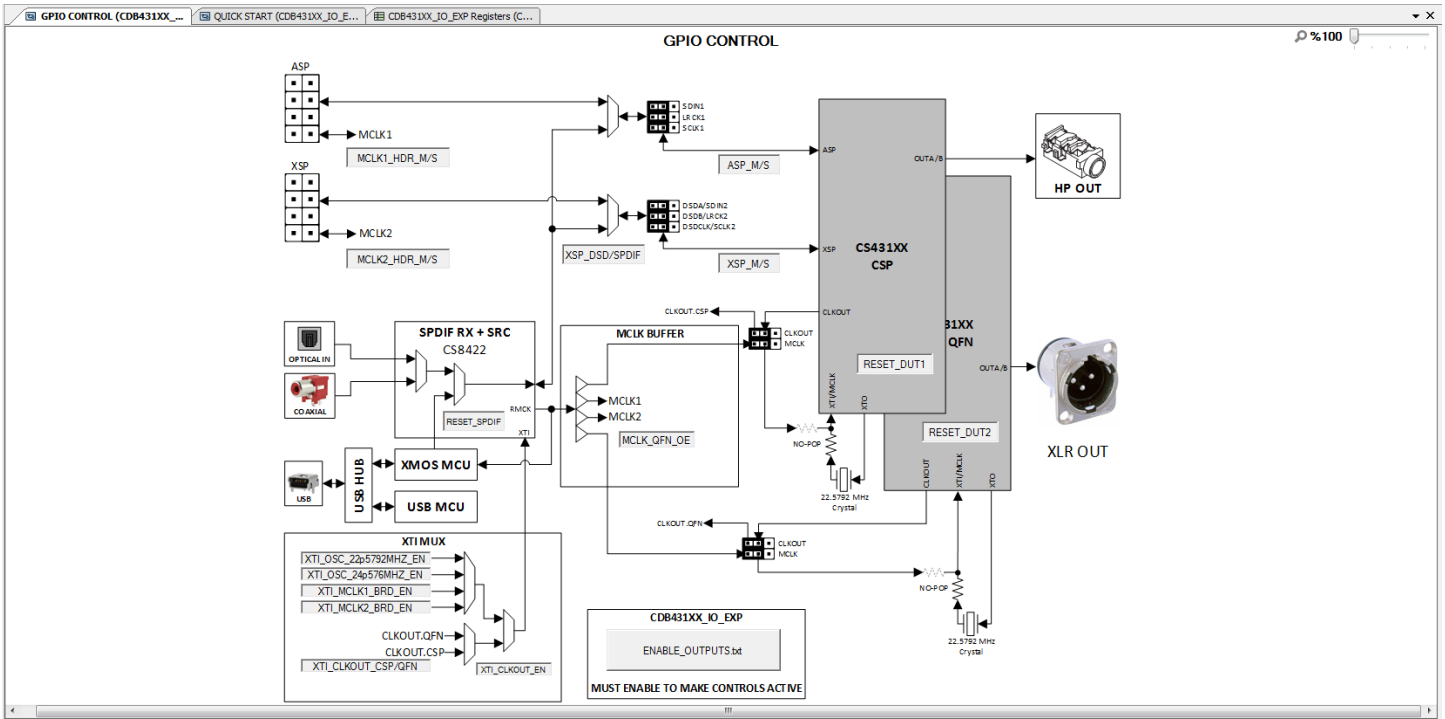 GPIO CONTROL (CDB431XX_...
QUICK START (CDB431XX_IO_E...
CDB431XX_IO_EXP Registers (C...
GPIO CONTROL
%100
ASP
MCLK1
MCLK1_HDR_M/S
XSP
MCLK2
MCLK2_HDR_M/S
SDIN1
LRCK1
SCLK1
ASP_M/S
DSDA/SDIN2
DSDB/LRCK2
DSDCLK/SCLK2
XSP_DSD/SPDIF
XSP_M/S
ASP
OUTA/B
XSP
CS431XX
CSP
CLKOUT
RESET_DUT1
XTI/MCLK
XTO
HP OUT
31XX
QFN
OUTA/B
RESET_DUT2
CLKOUT
XTI/MCLK
XTO
XLR OUT
OPTICAL IN
COAXIAL
USB
USB HUB
SPDIF RX + SRC
CS8422
RESET_SPDIF
RMCK
XTI
XMOS MCU
USB MCU
MCLK BUFFER
MCLK1
MCLK2
MCLK_QFN_OE
CLKOUT.CSP
CLKOUT
MCLK
NO-POP
22.5792 MHz
Crystal
CLKOUT.QFN
CLKOUT
MCLK
NO-POP
22.5792 MHz
Crystal
XTI MUX
XTI_OSC_22p5792MHZ_EN
XTI_OSC_24p576MHZ_EN
XTI_MCLK1_BRD_EN
XTI_MCLK2_BRD_EN
CLKOUT.QFN
CLKOUT.CSP
XTI_CLKOUT_CSP/QFN
XTI_CLKOUT_EN
CDB431XX_IO_EXP
ENABLE_OUTPUTS.txt
MUST ENABLE TO MAKE CONTROLS ACTIVE